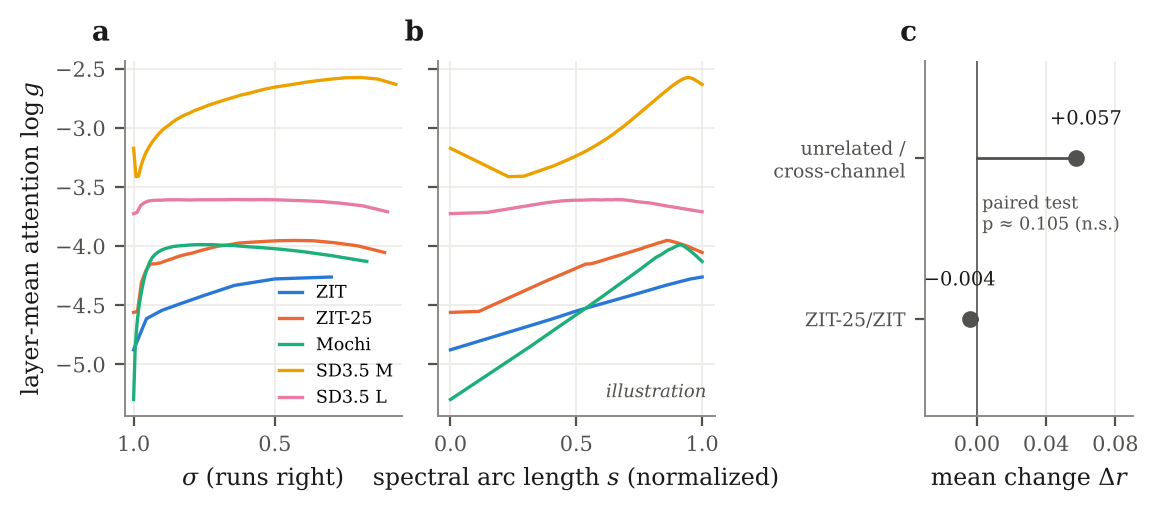 a
b
c
layer-mean attention log g
−2.5
−3.0
−3.5
−4.0
−4.5
−5.0
ZIT
ZIT-25
Mochi
SD3.5 M
SD3.5 L
1.0
0.5
σ (runs right)
illustration
0.0
0.5
1.0
spectral arc length s (normalized)
unrelated /
cross-channel
ZIT-25/ZIT
+0.057
paired test
p ≈ 0.105 (n.s.)
−0.004
0.00
0.04
0.08
mean change Δr